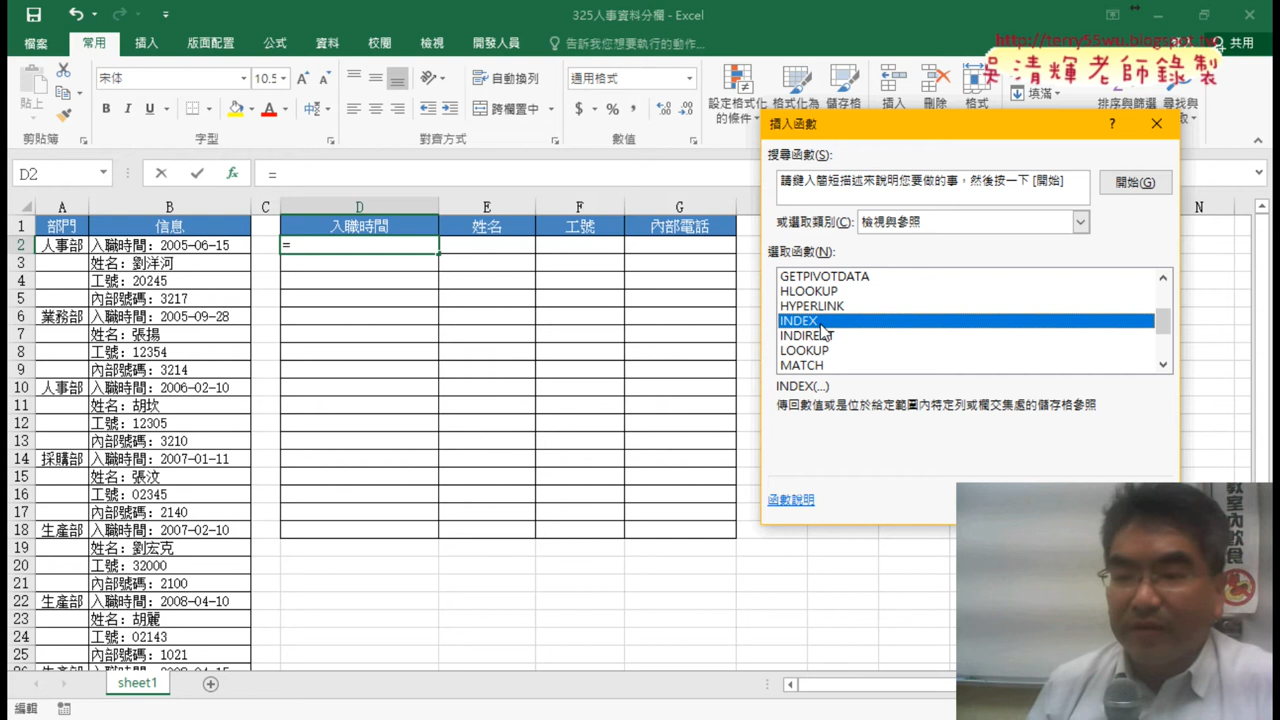 325人事資料分欄 - Excel
http://terry55wu.blogspot.tw
吳清輝老師錄製
檔案 常用 插入 版面配置 公式 資料 校閱 檢視 開發人員 告訴我您想要執行的動作... 共用
貼上 宋体 10.5 自動換列 通用格式
B I U 跨欄置中 $ % 設定格式化的條件 格式化為 儲存格 插入 刪除 格式 填滿 排序與篩選 尋找與
剪貼簿 字型 對齊方式 數值
D2 =
插入函數
搜尋函數(S):
請鍵入簡短描述來說明您要做的事，然後按一下 [開始]
開始(G)
或選取類別(C): 檢視與參照
選取函數(N):
GETPIVOTDATA
HLOOKUP
HYPERLINK
INDEX
INDIRECT
LOOKUP
MATCH
INDEX(...)
傳回數值或是位於給定範圍內特定列或欄交集處的儲存格參照
函數說明
A B C D E F G N
1 部門 信息 入職時間 姓名 工號 內部電話
2 人事部 入職時間：2005-06-15 =
3 姓名：劉洋河
4 工號：20245
5 內部號碼：3217
6 業務部 入職時間：2005-09-28
7 姓名：張揚
8 工號：12354
9 內部號碼：3214
10 人事部 入職時間：2006-02-10
11 姓名：胡坎
12 工號：12305
13 內部號碼：3210
14 採購部 入職時間：2007-01-11
15 姓名：張汶
16 工號：02345
17 內部號碼：2140
18 生產部 入職時間：2007-02-10
19 姓名：劉宏克
20 工號：32000
21 內部號碼：2100
22 生產部 入職時間：2008-04-10
23 姓名：胡麗
24 工號：02143
25 內部號碼：1021
sheet1
編輯
教室內飲食